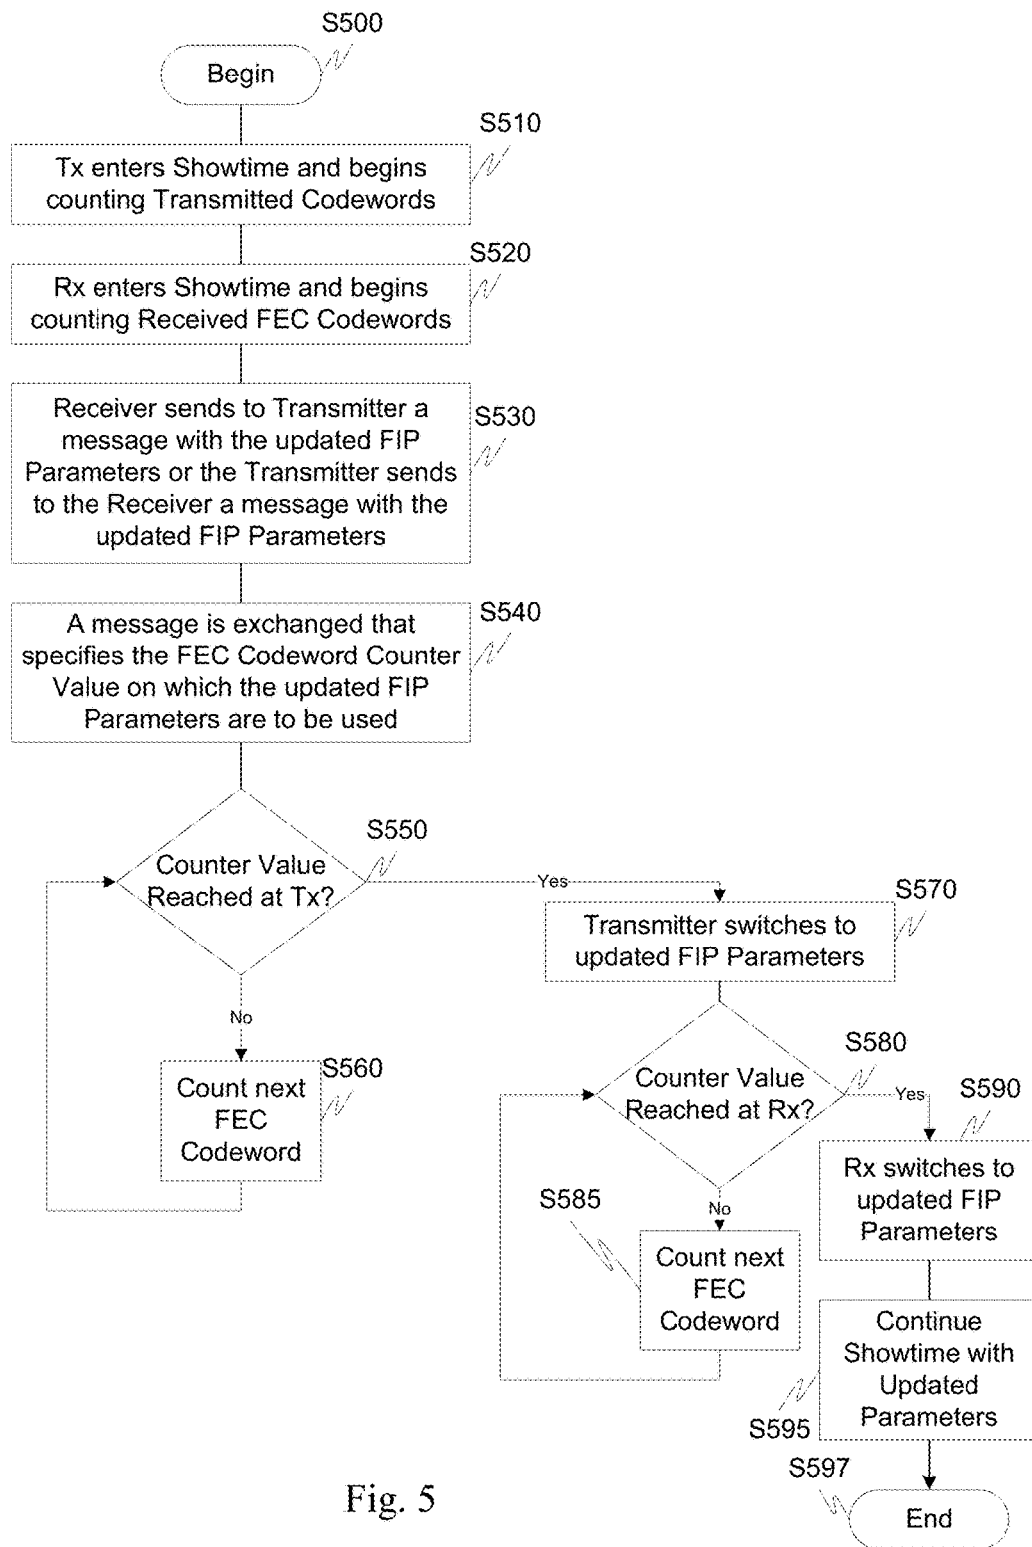 S500
Begin
S510
Tx enters Showtime and begins
counting Transmitted Codewords
S520
Rx enters Showtime and begins
counting Received FEC Codewords
S530
Receiver sends to Transmitter a
message with the updated FIP
Parameters or the Transmitter sends
to the Receiver a message with the
updated FIP Parameters
S540
A message is exchanged that
specifies the FEC Codeword Counter
Value on which the updated FIP
Parameters are to be used
S550
Counter Value
Reached at Tx?
Yes
No
S560
Count next
FEC
Codeword
S570
Transmitter switches to
updated FIP Parameters
S580
Counter Value
Reached at Rx?
Yes
No
S585
Count next
FEC
Codeword
S590
Rx switches to
updated FIP
Parameters
Continue
Showtime with
Updated
Parameters
S595
S597
End
Fig. 5